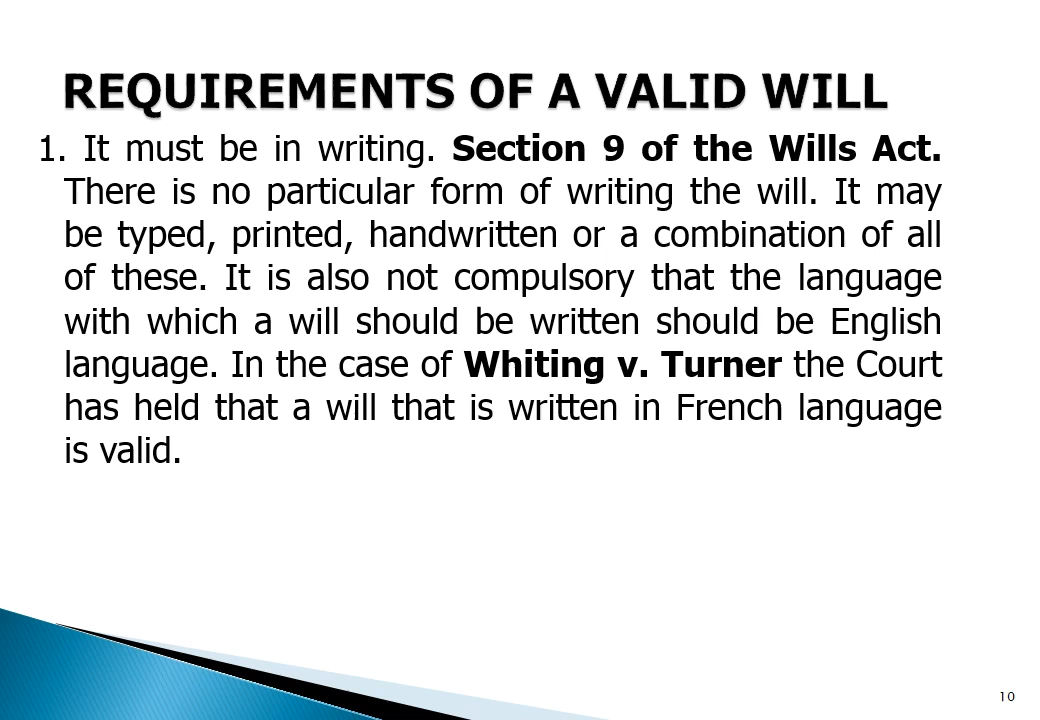 REQUIREMENTS OF A VALID WILL
1. It must be in writing. Section 9 of the Wills Act.
There is no particular form of writing the will. It may
be typed, printed, handwritten or a combination of all
of these. It is also not compulsory that the language
with which a will should be written should be English
language. In the case of Whiting v. Turner the Court
has held that a will that is written in French language
is valid.
10